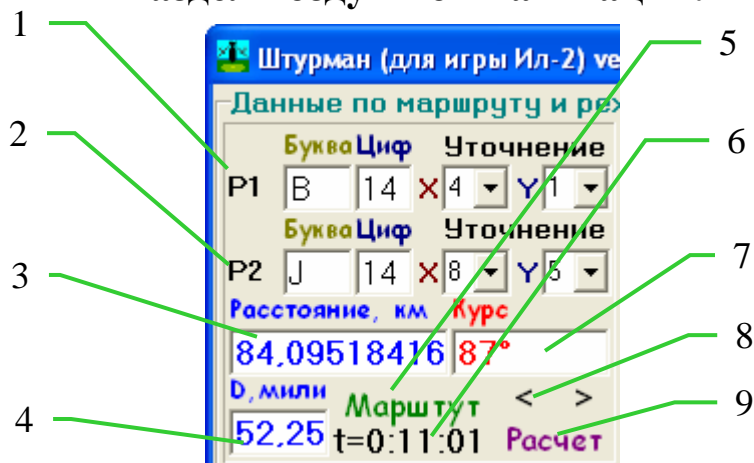 1
5
Штурман (для игры Ил-2) ve
Данные по маршруту и реж
2
6
Буква Циф Уточнение
P1 B 14 X 4 Y 1
Буква Циф Уточнение
P2 J 14 X 8 Y 5
3
7
Расстояние, км Курс
84,09518416 87°
8
D, мили Марштут < >
4
9
52,25 t=0:11:01 Расчет